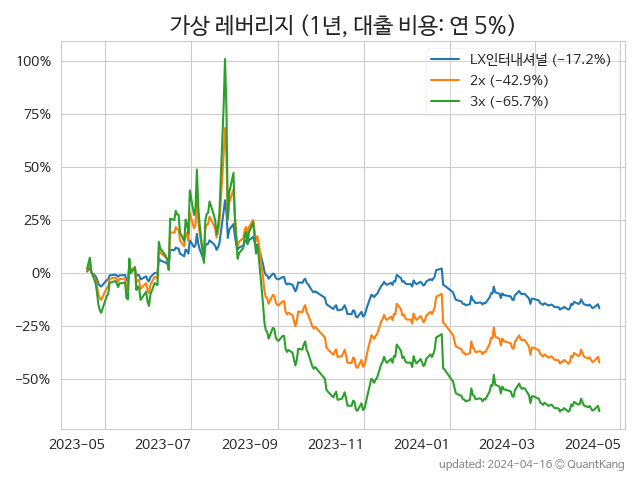 가상 레버리지 (1년, 대출 비용: 연 5%)
LX인터내셔널 (−17.2%)
2x (−42.9%)
3x (−65.7%)
100%
75%
50%
25%
0%
−25%
−50%
2023-05 2023-07 2023-09 2023-11 2024-01 2024-03 2024-05
updated: 2024-04-16 © QuantKang